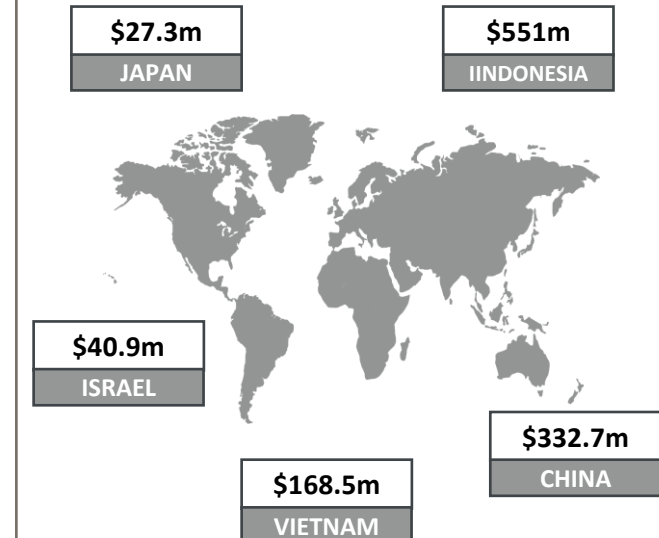 $27.3m
JAPAN
$551m
IINDONESIA
$40.9m
ISRAEL
$332.7m
CHINA
$168.5m
VIETNAM